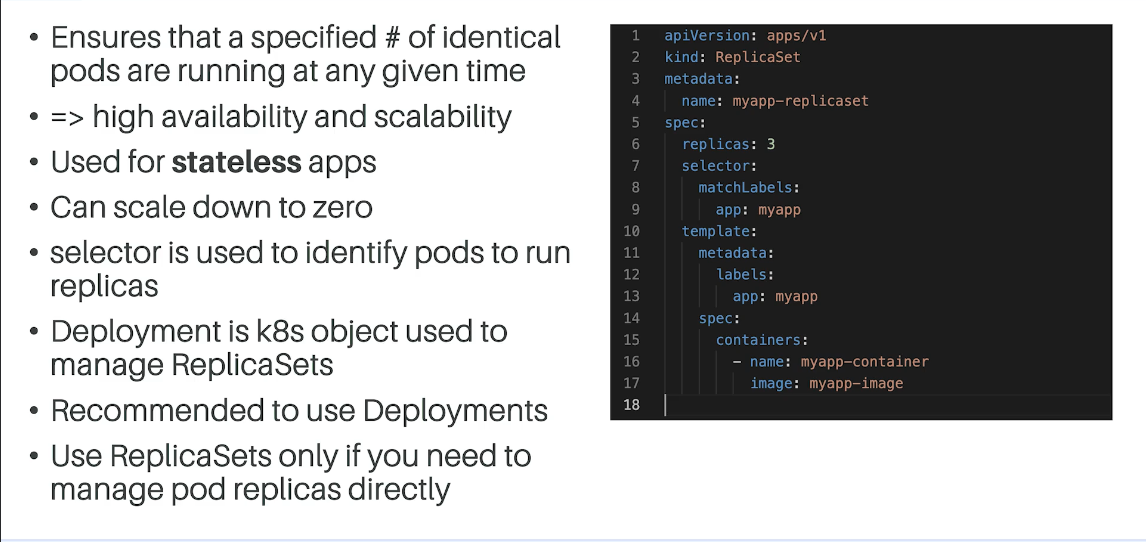 • Ensures that a specified # of identical
pods are running at any given time
• => high availability and scalability
• Used for stateless apps
• Can scale down to zero
• selector is used to identify pods to run
replicas
• Deployment is k8s object used to
manage ReplicaSets
• Recommended to use Deployments
• Use ReplicaSets only if you need to
manage pod replicas directly
1 apiVersion: apps/v1
2 kind: ReplicaSet
3 metadata:
4   name: myapp-replicaset
5 spec:
6   replicas: 3
7   selector:
8     matchLabels:
9       app: myapp
10   template:
11     metadata:
12       labels:
13         app: myapp
14     spec:
15       containers:
16         - name: myapp-container
17           image: myapp-image
18